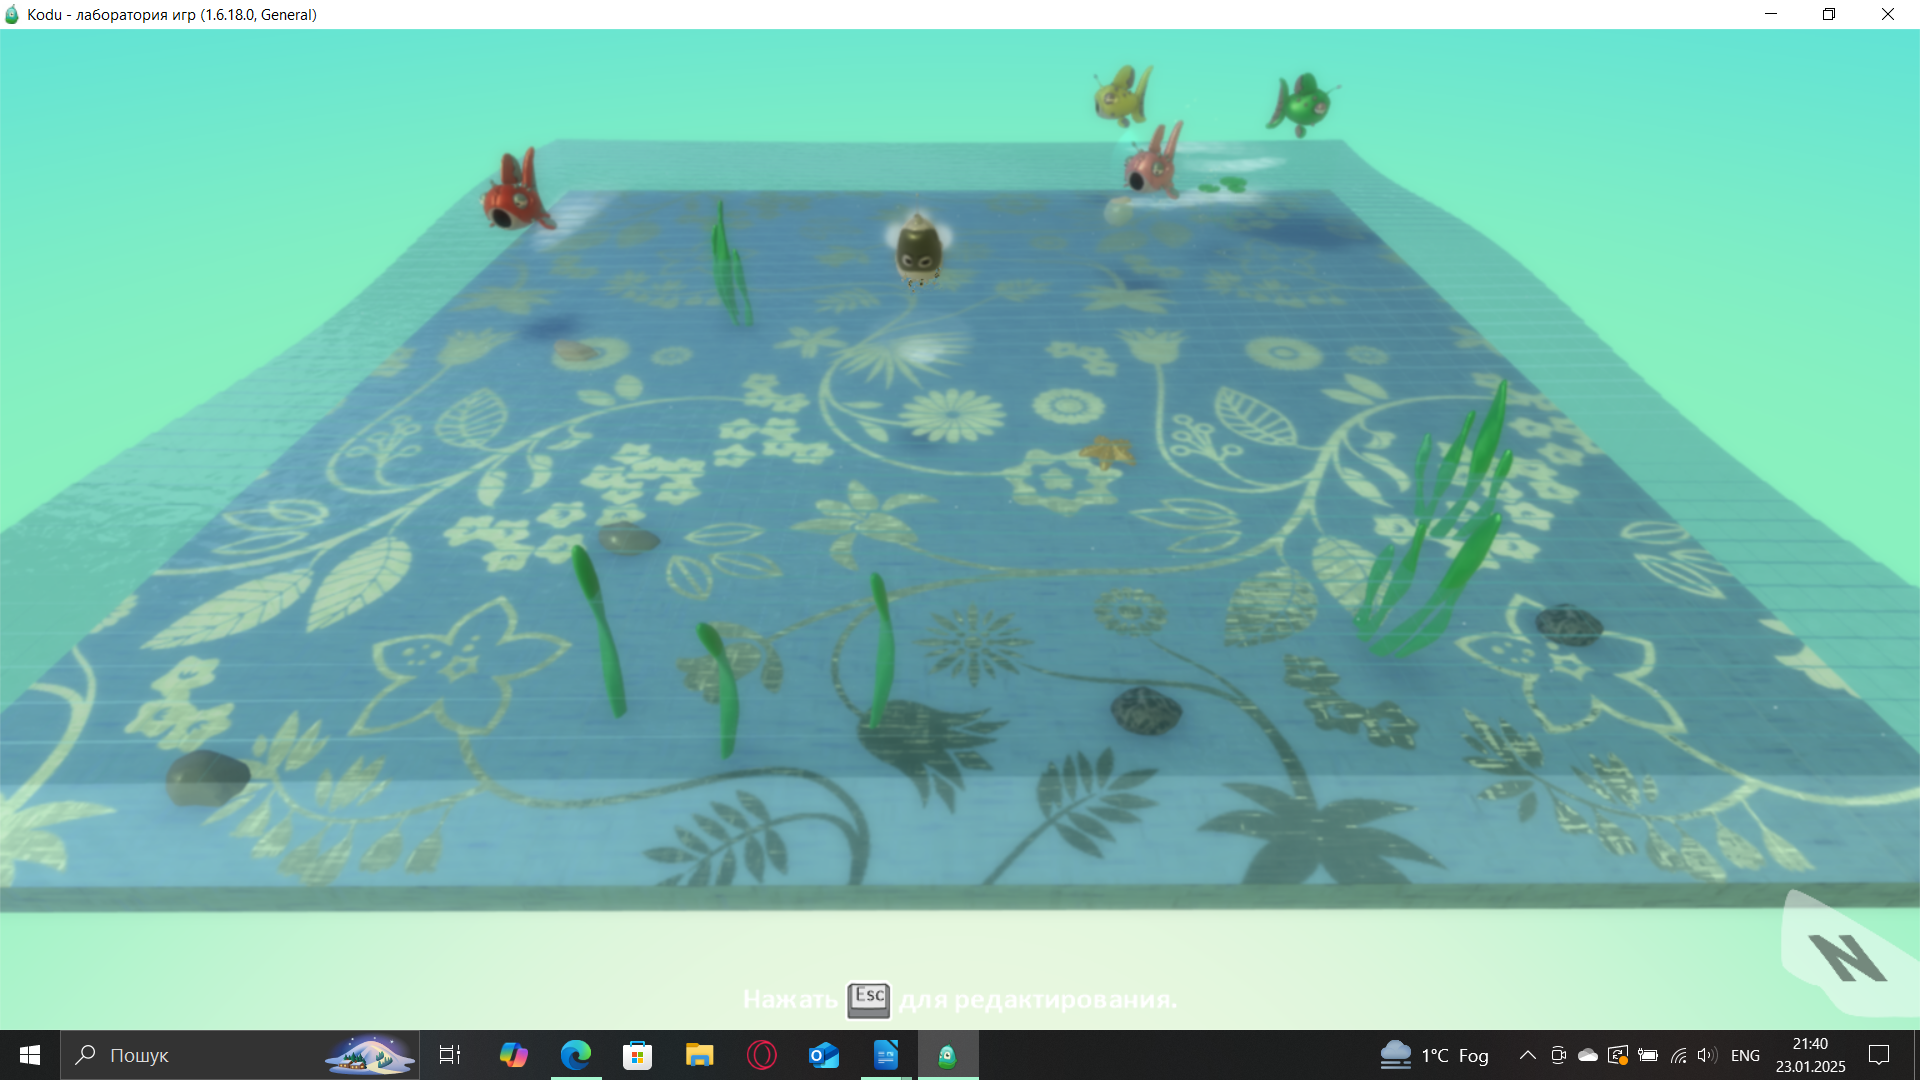 Kodu - лаборатория игр (1.6.18.0, General)
N
Нажать Esc для редактирования.
Пошук
1°C Fog
ENG
21:40
23.01.2025